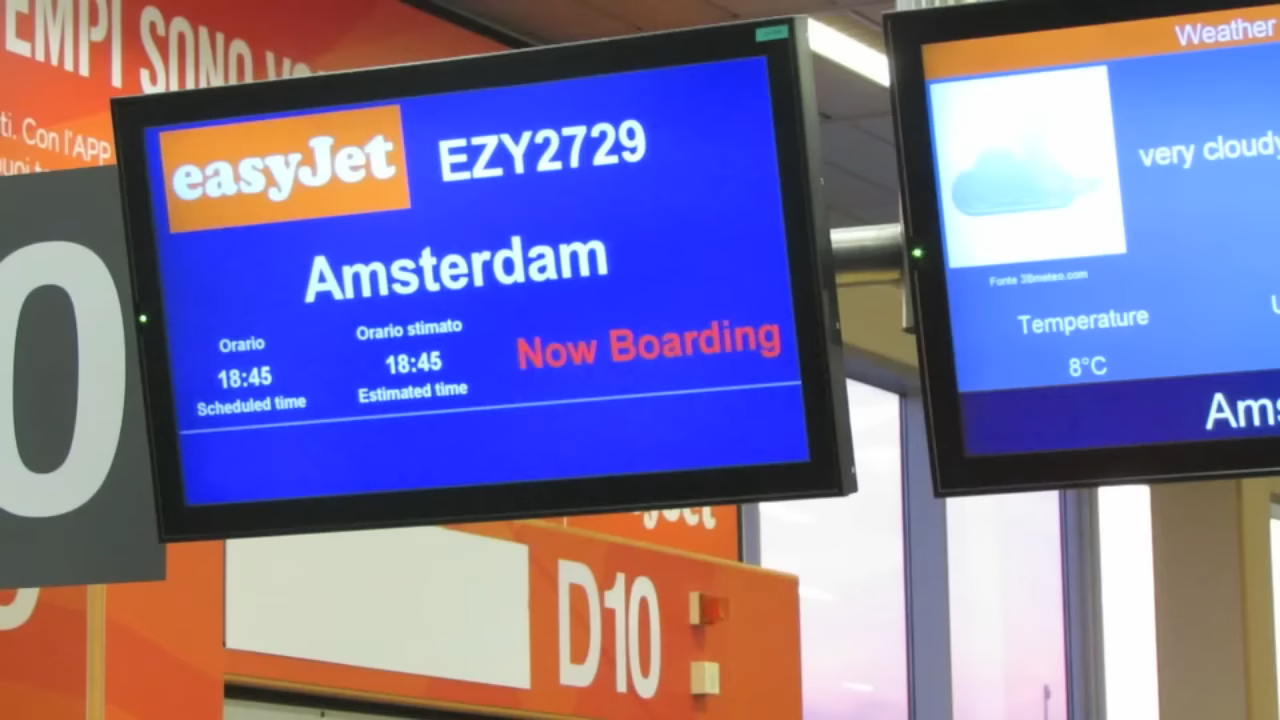 EMPI SONO
ti. Con l'APP
easyJet
EZY2729
Amsterdam
Orario
18:45
Scheduled time
Orario stimato
18:45
Estimated time
Now Boarding
Weather
very cloudy
Fonte 3Bmeteo.com
Temperature
8°C
Ams
0
D10